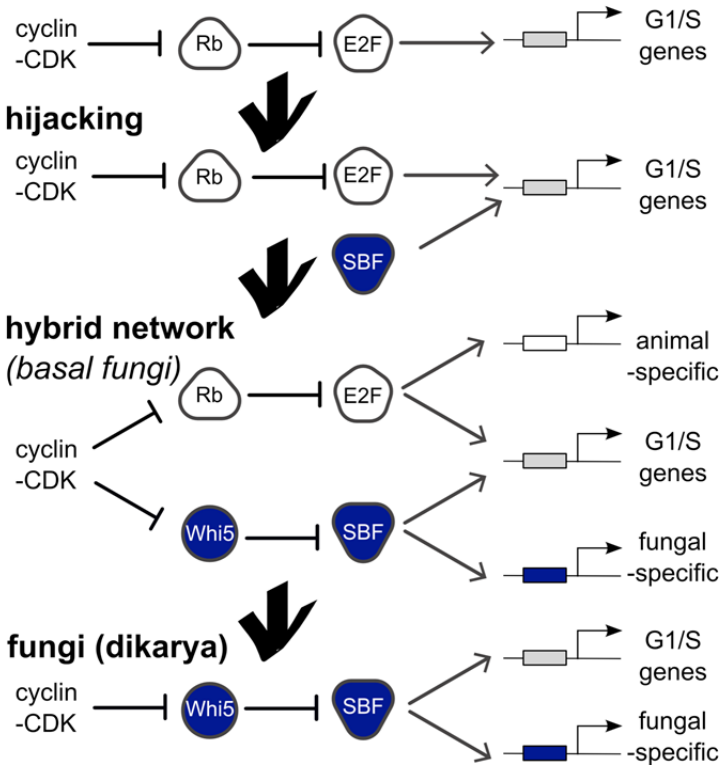 cyclin
-CDK
Rb
E2F
G1/S
genes
hijacking
cyclin
-CDK
Rb
E2F
G1/S
genes
SBF
hybrid network
(basal fungi)
Rb
E2F
animal
-specific
cyclin
-CDK
G1/S
genes
Whi5
SBF
fungal
-specific
fungi (dikarya)
cyclin
-CDK
Whi5
SBF
G1/S
genes
fungal
-specific